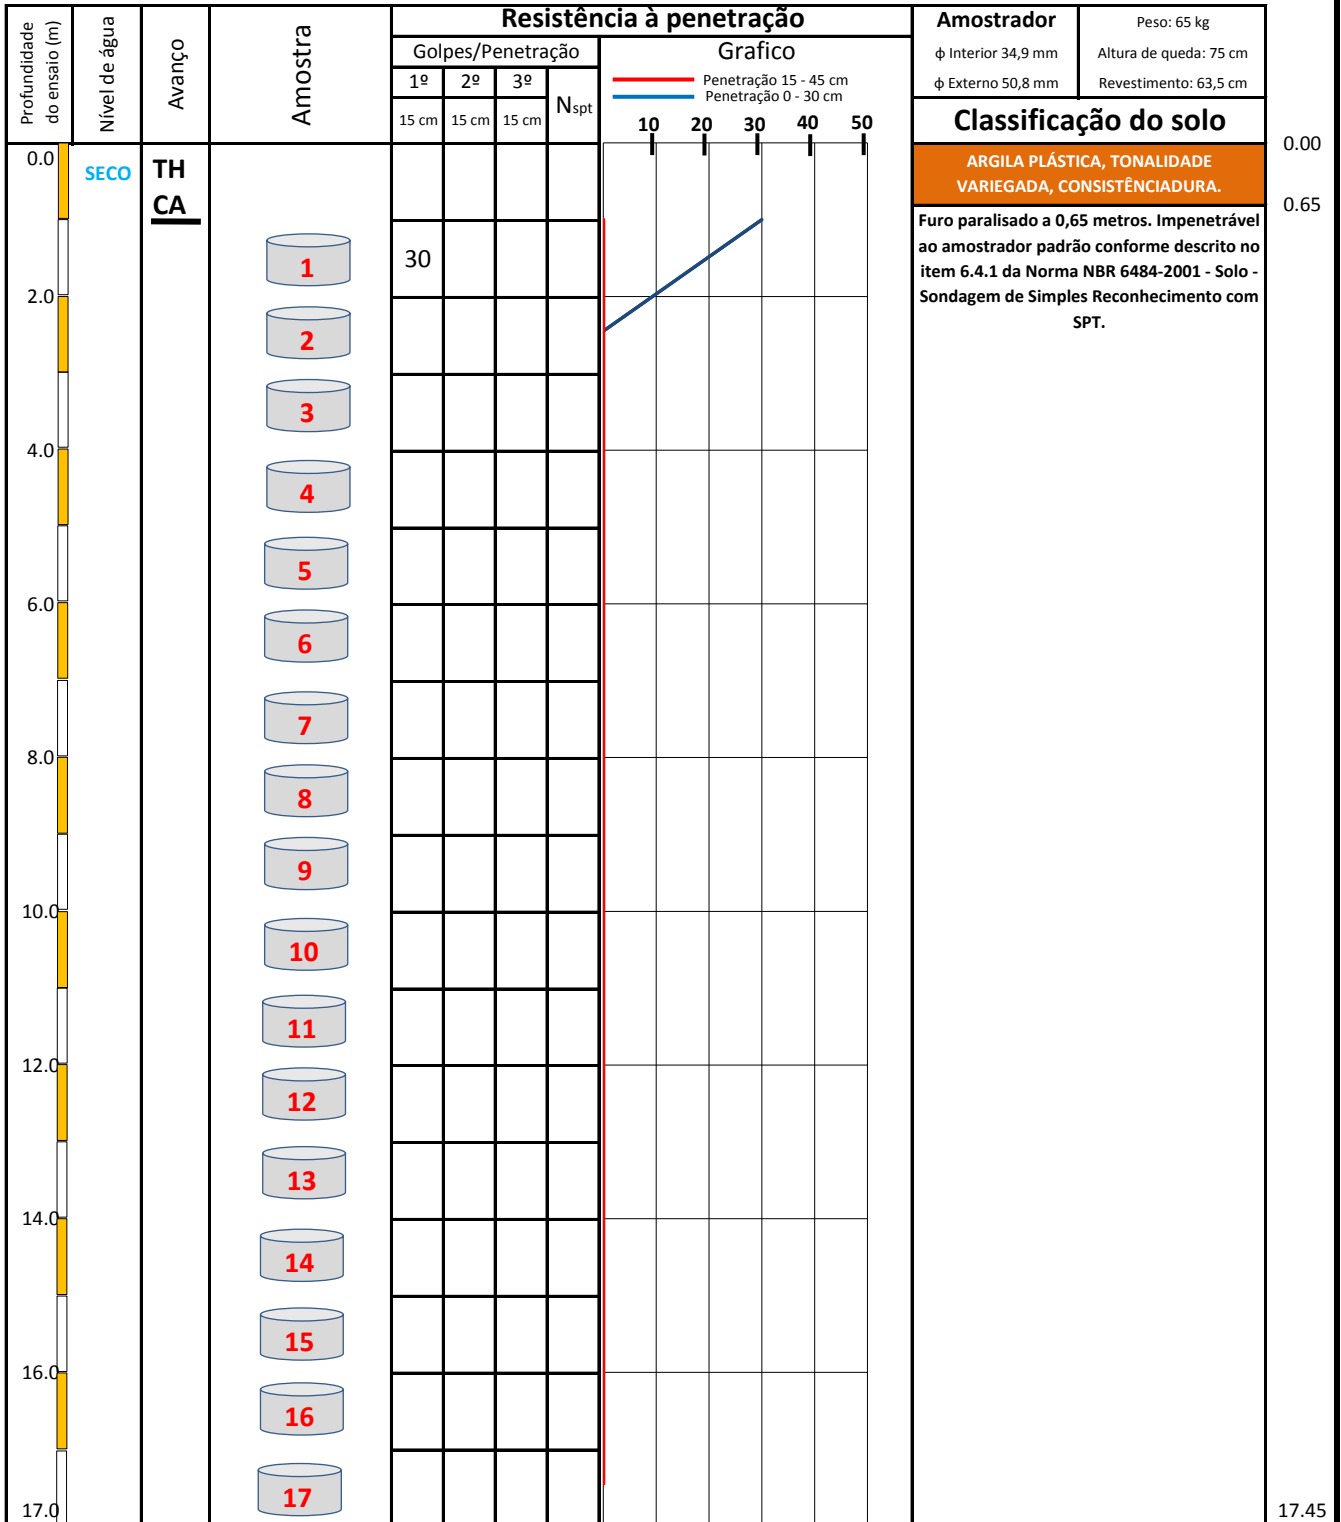 Profundidade
do ensaio (m)
Nível de água
Avanço
Amostra
Resistência à penetração
Golpes/Penetração
1º 2º 3º
Nspt
15 cm 15 cm 15 cm
Grafico
Penetração 15 - 45 cm
Penetração 0 - 30 cm
10 20 30 40 50
Amostrador
ϕ Interior 34,9 mm
ϕ Externo 50,8 mm
Peso: 65 kg
Altura de queda: 75 cm
Revestimento: 63,5 cm
Classificação do solo
0.0
SECO
TH
CA
ARGILA PLÁSTICA, TONALIDADE
VARIEGADA, CONSISTÊNCIADURA.
0.00
0.65
Furo paralisado a 0,65 metros. Impenetrável
ao amostrador padrão conforme descrito no
item 6.4.1 da Norma NBR 6484-2001 - Solo -
Sondagem de Simples Reconhecimento com
SPT.
1
30
2.0
2
3
4.0
4
5
6.0
6
7
8.0
8
9
10.0
10
11
12.0
12
13
14.0
14
15
16.0
16
17
17.0
17.45